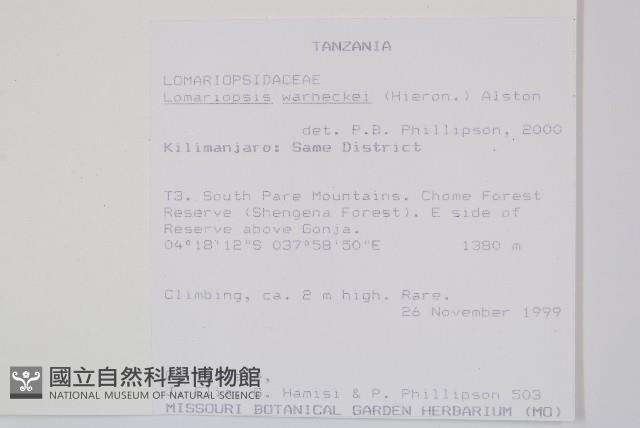 TANZANIA
LOMARIOPSIDACEAE
Lomariopsis warneckei (Hieron.) Alston
det. P.B. Phillipson, 2000
Kilimanjaro: Same District
T3. South Pare Mountains. Chome Forest
Reserve (Shengena Forest). E side of
Reserve above Gonja.
04°18'12"S 037°58'50"E 1380 m
Climbing, ca. 2 m high. Rare.
26 November 1999
Hamisi & P. Phillipson 503
MISSOURI BOTANICAL GARDEN HERBARIUM (MO)
國立自然科學博物館
NATIONAL MUSEUM OF NATURAL SCIENCE